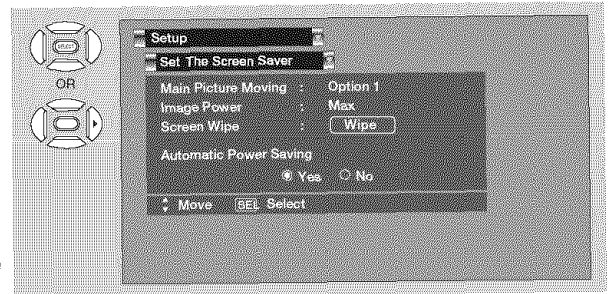 SELECT
OR
Setup
Set The Screen Saver
Main Picture Moving : Option 1
Image Power : Max
Screen Wipe : Wipe
Automatic Power Saving
Yes No
Move SEL Select